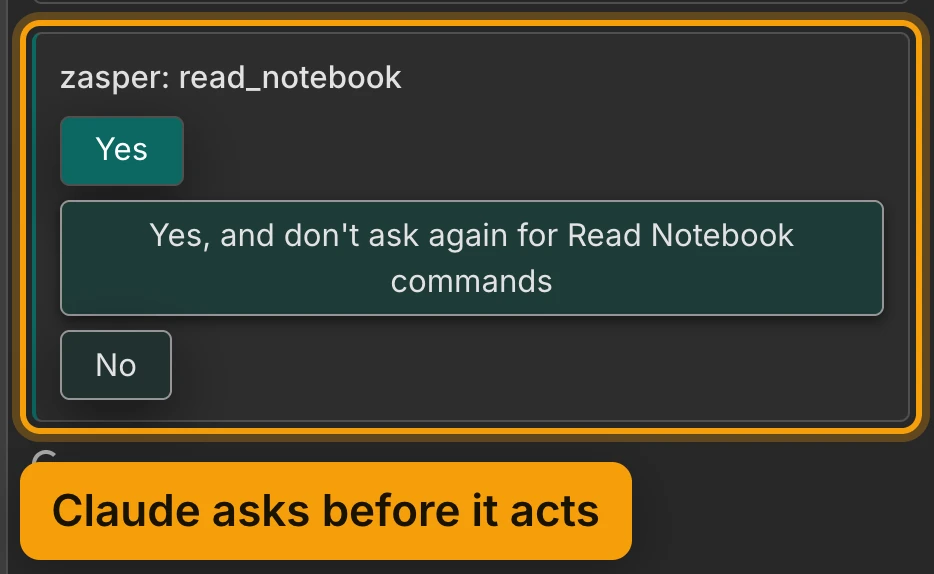 zasper: read_notebook
Yes
Yes, and don't ask again for Read Notebook
commands
No
Claude asks before it acts